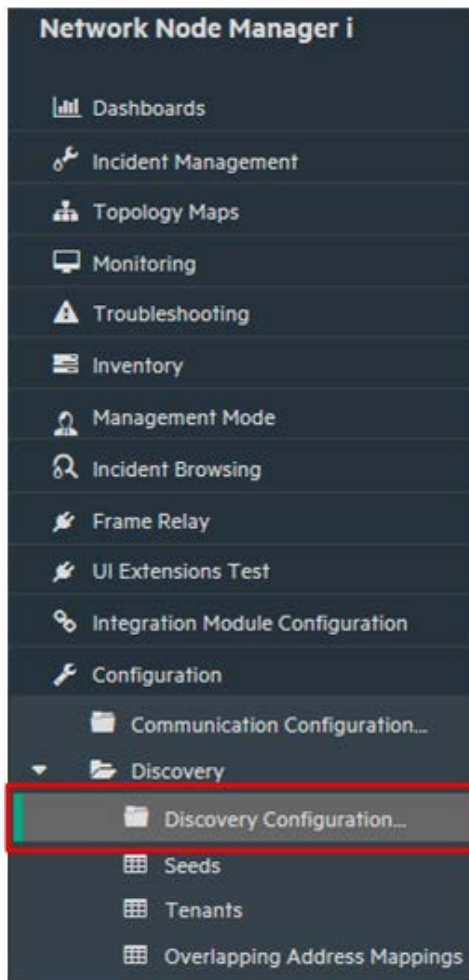 Network Node Manager i
Dashboards
Incident Management
Topology Maps
Monitoring
Troubleshooting
Inventory
Management Mode
Incident Browsing
Frame Relay
UI Extensions Test
Integration Module Configuration
Configuration
Communication Configuration...
Discovery
Discovery Configuration...
Seeds
Tenants
Overlapping Address Mappings